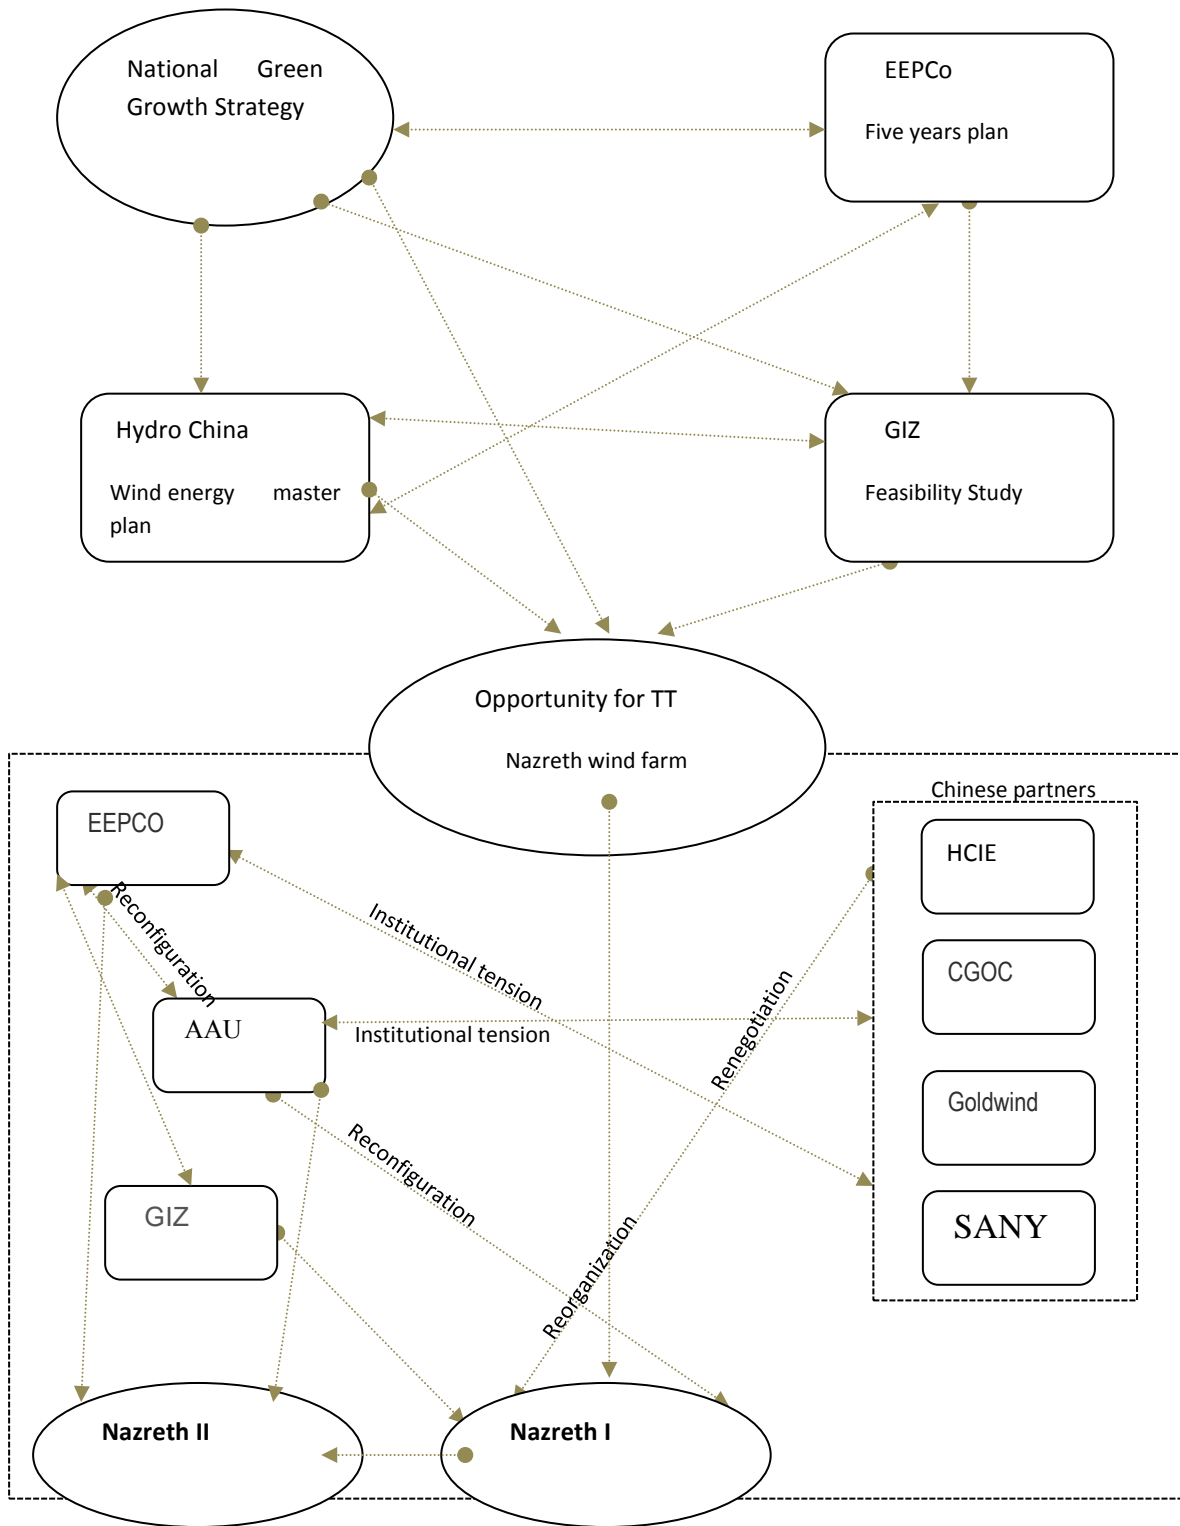 National Green
Growth Strategy
EEPCo
Five years plan
Hydro China
Wind energy master
plan
GIZ
Feasibility Study
Opportunity for TT
Nazreth wind farm
Chinese partners
EEPCO
HCIE
Reconfiguration
Institutional tension
CGOC
Renegotiation
AAU
Institutional tension
Goldwind
Reconfiguration
GIZ
SANY
Reorganization
Nazreth II
Nazreth I